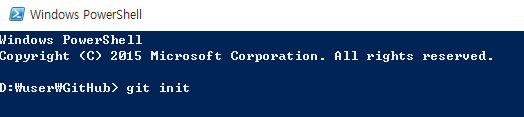 Windows PowerShell
Windows PowerShell
Copyright (C) 2015 Microsoft Corporation. All rights reserved.
D:₩user₩GitHub> git init